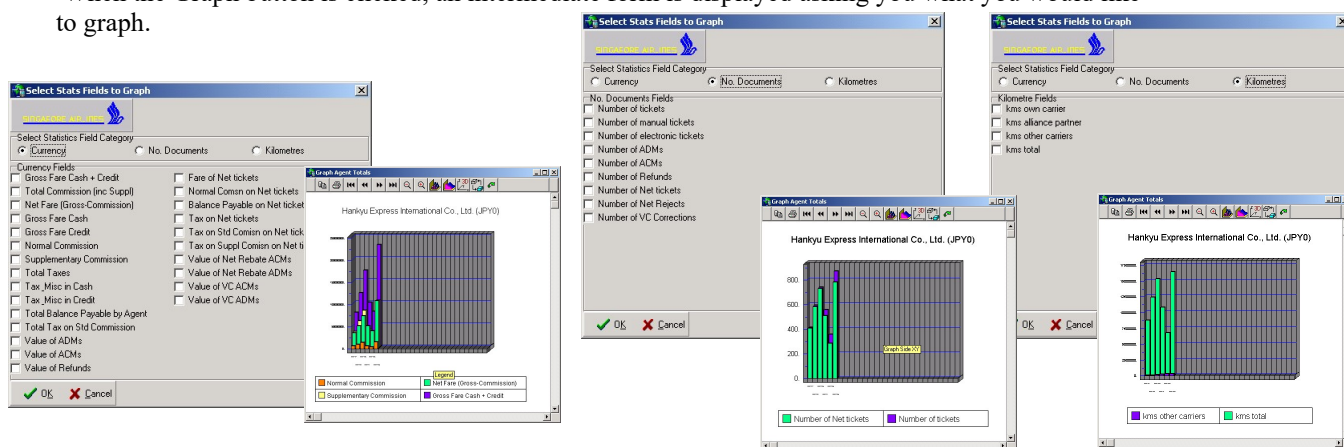 to graph.
Select Stats Fields to Graph
SINGAPORE AIRLINES
Select Statistics Field Category
Currency
No. Documents
Kilometres
Currency Fields
Gross Fare Cash + Credit
Total Commission (inc Suppl)
Net Fare (Gross-Commission)
Gross Fare Cash
Gross Fare Credit
Normal Commission
Supplementary Commission
Total Taxes
Tax_Misc in Cash
Tax_Misc in Credit
Total Balance Payable by Agent
Total Tax on Std Commission
Value of ADMs
Value of ACMs
Value of Refunds
Fare of Net tickets
Normal Comsn on Net tickets
Balance Payable on Net ticket
Tax on Net tickets
Tax on Std Comisn on Net tick
Tax on Suppl Comisn on Net ti
Value of Net Rebate ACMs
Value of Net Rebate ADMs
Value of VC ACMs
Value of VC ADMs
OK
Cancel
Graph Agent Totals
Hankyu Express International Co., Ltd. (JPY0)
Legend
Normal Commission
Net Fare (Gross-Commission)
Supplementary Commission
Gross Fare Cash + Credit
Select Stats Fields to Graph
SINGAPORE AIRLINES
Select Statistics Field Category
Currency
No. Documents
Kilometres
No. Documents Fields
Number of tickets
Number of manual tickets
Number of electronic tickets
Number of ADMs
Number of ACMs
Number of Refunds
Number of Net tickets
Number of Net Rejects
Number of VC Corrections
OK
Cancel
Graph Agent Totals
Hankyu Express International Co., Ltd. (JPY0)
800
600
400
200
0
Graph Side XY
Number of Net tickets
Number of tickets
Select Stats Fields to Graph
SINGAPORE AIRLINES
Select Statistics Field Category
Currency
No. Documents
Kilometres
Kilometre Fields
kms own carrier
kms alliance partner
kms other carriers
kms total
OK
Cancel
Graph Agent Totals
Hankyu Express International Co., Ltd. (JPY0)
kms other carriers
kms total